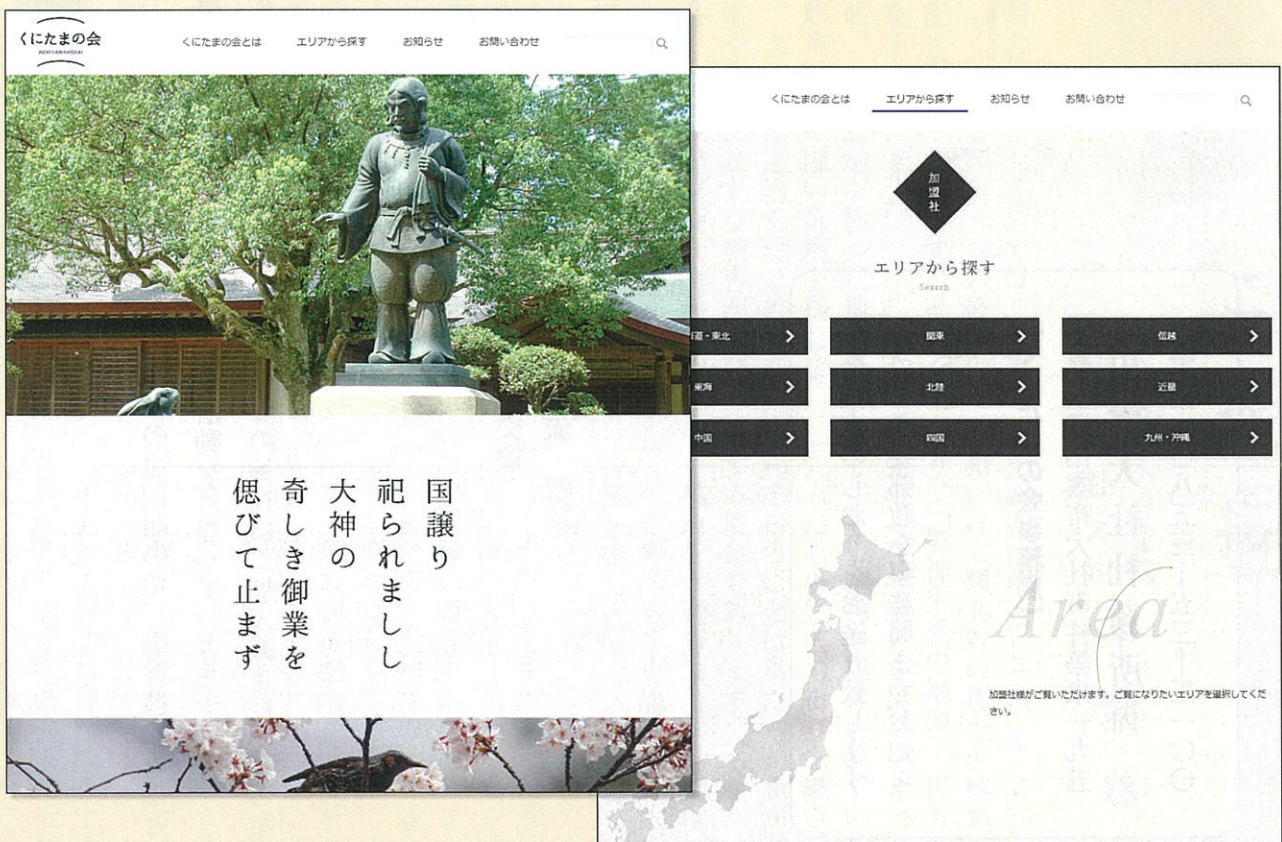 くにたまの会
KUNITAMANOKAI
くにたまの会とは
エリアから探す
お知らせ
お問い合わせ
国譲り
祀られましし
大神の
奇しき御業を
偲びて止まず
くにたまの会とは
エリアから探す
お知らせ
お問い合わせ
加盟社
エリアから探す
Search
道・東北
関東
信越
東海
北陸
近畿
中国
四国
九州・沖縄
Area
加盟社様がご覧いただけます。ご覧になりたいエリアを選択してくだ
さい。